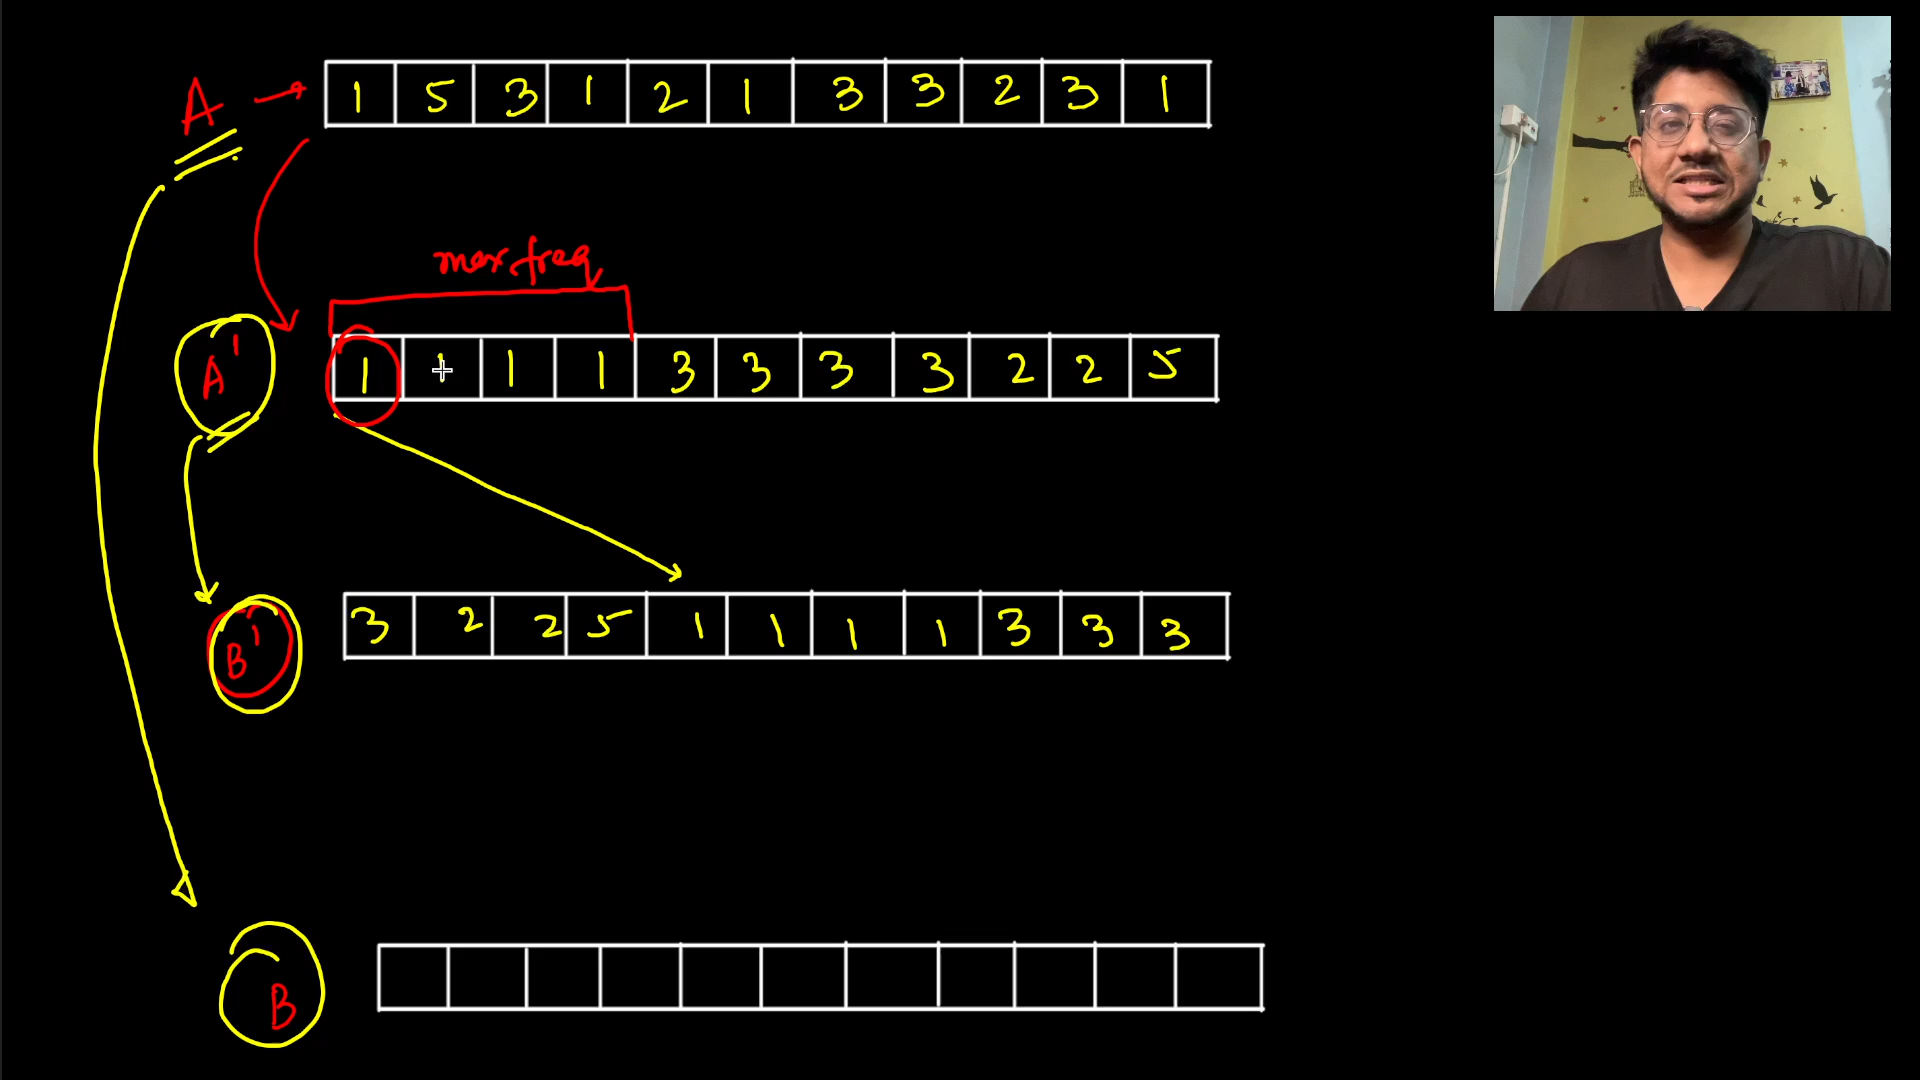 A → 1 5 3 1 2 1 3 3 2 3 1
max freq
A' 1 1 1 1 3 3 3 3 2 2 5
B' 3 2 2 5 1 1 1 1 3 3 3
B